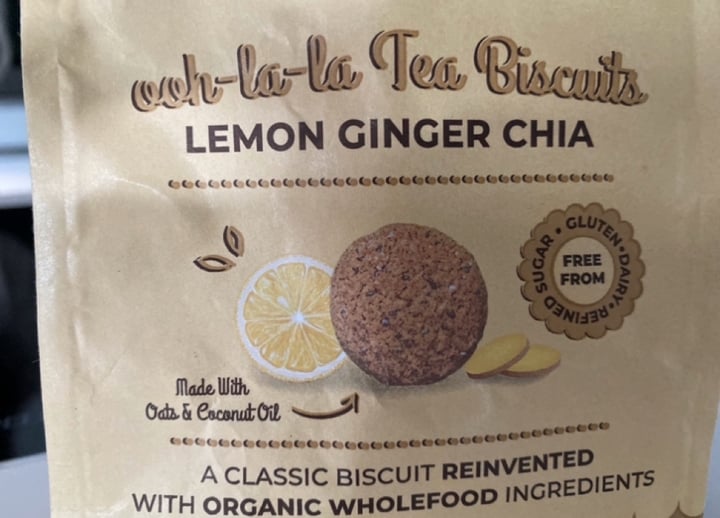 ooh-la-la Tea Biscuits
LEMON GINGER CHIA
GLUTEN • DAIRY • REFINED SUGAR •
FREE
FROM
Made With
Oats & Coconut Oil
A CLASSIC BISCUIT REINVENTED
WITH ORGANIC WHOLEFOOD INGREDIENTS